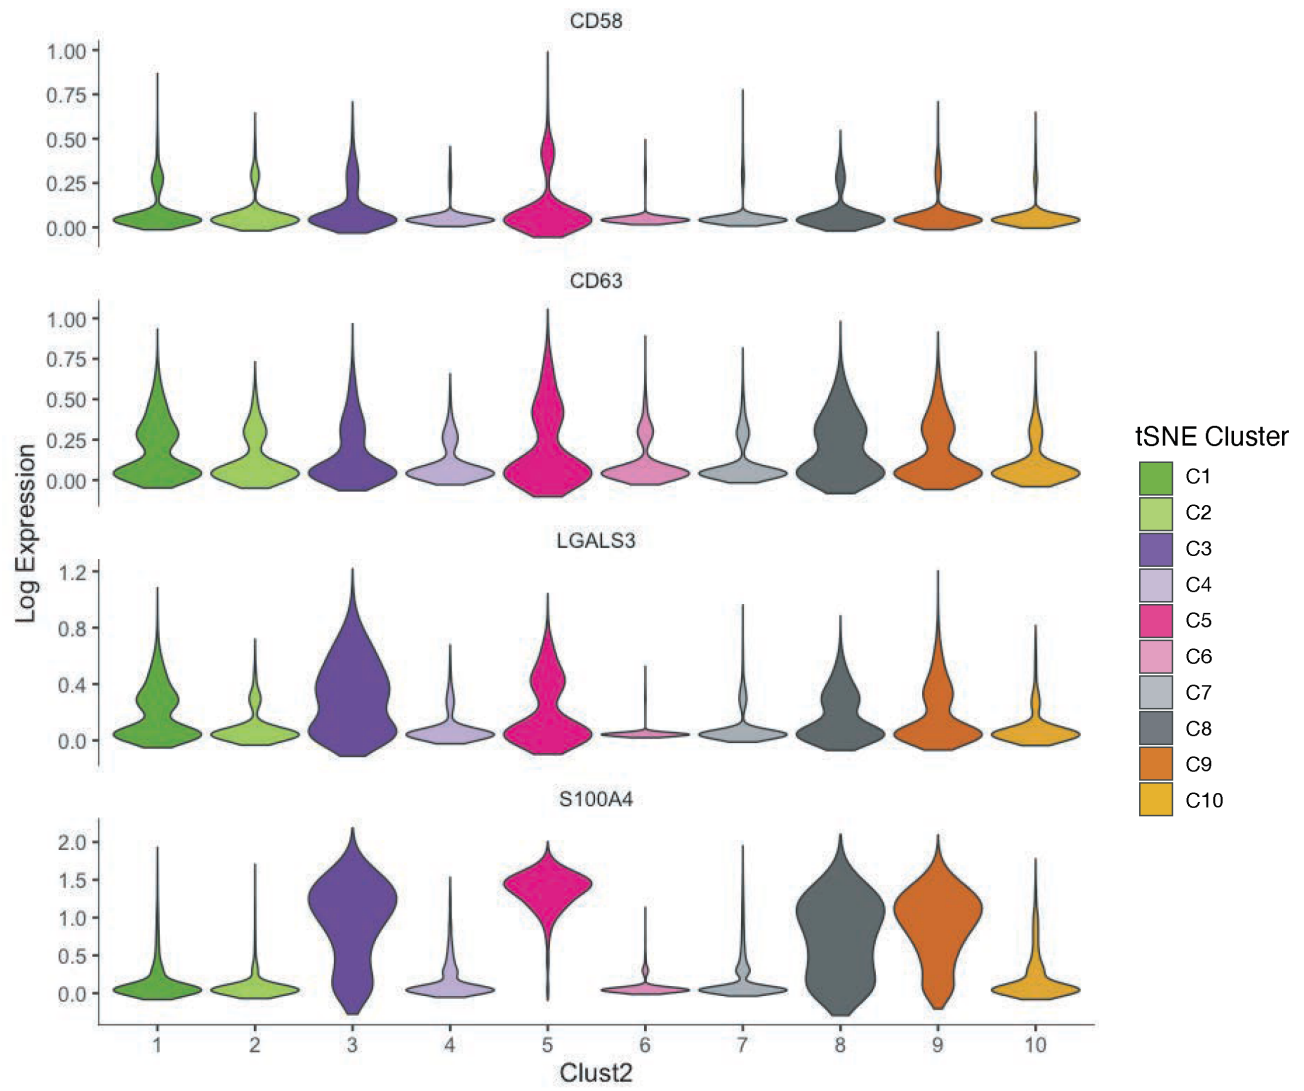 CD58
1.00
0.75
0.50
0.25
0.00
CD63
1.00
0.75
0.50
0.25
0.00
Log Expression
LGALS3
1.2
0.8
0.4
0.0
S100A4
2.0
1.5
1.0
0.5
0.0
1 2 3 4 5 6 7 8 9 10
Clust2
tSNE Cluster
C1
C2
C3
C4
C5
C6
C7
C8
C9
C10